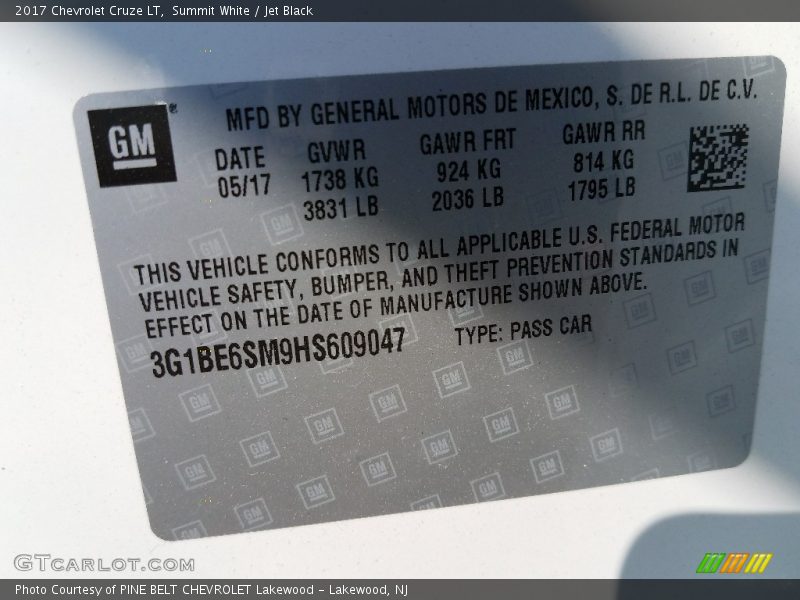 2017 Chevrolet Cruze LT,  Summit White / Jet Black
GM®
MFD BY GENERAL MOTORS DE MEXICO, S. DE R.L. DE C.V.
DATE GVWR GAWR FRT GAWR RR
05/17 1738 KG 924 KG 814 KG
3831 LB 2036 LB 1795 LB
THIS VEHICLE CONFORMS TO ALL APPLICABLE U.S. FEDERAL MOTOR
VEHICLE SAFETY, BUMPER, AND THEFT PREVENTION STANDARDS IN
EFFECT ON THE DATE OF MANUFACTURE SHOWN ABOVE.
3G1BE6SM9HS609047 TYPE: PASS CAR
GTCARLOT.COM
Photo Courtesy of PINE BELT CHEVROLET Lakewood - Lakewood, NJ